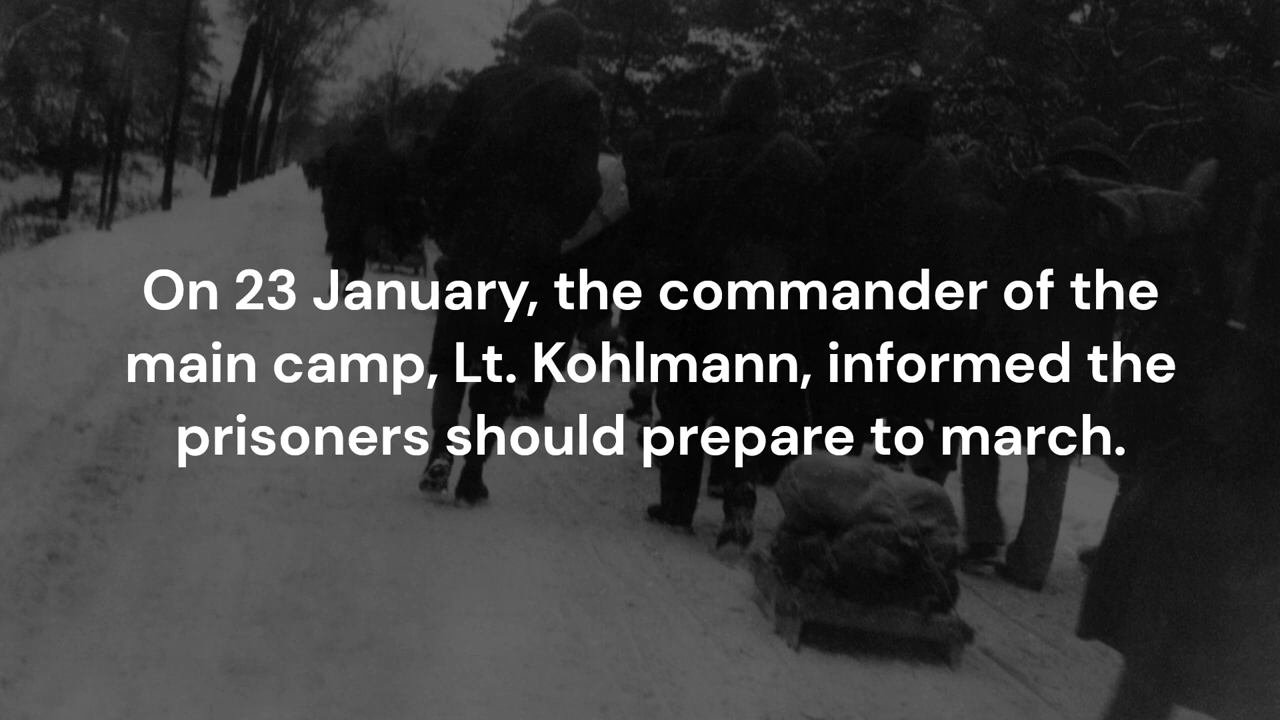 On 23 January, the commander of the
main camp, Lt. Kohlmann, informed the
prisoners should prepare to march.